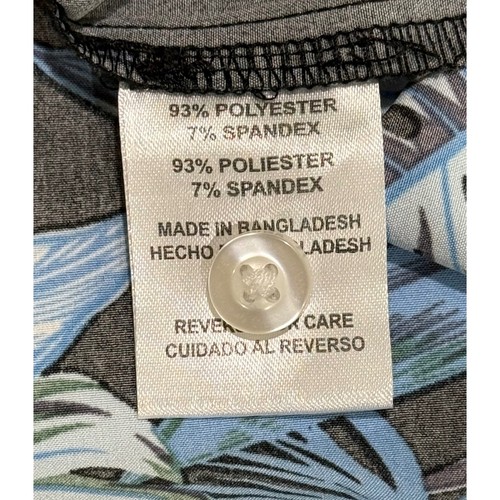 93% POLYESTER
7% SPANDEX
93% POLIESTER
7% SPANDEX
MADE IN BANGLADESH
HECHO
CARE
CUIDADO AL REVERSO